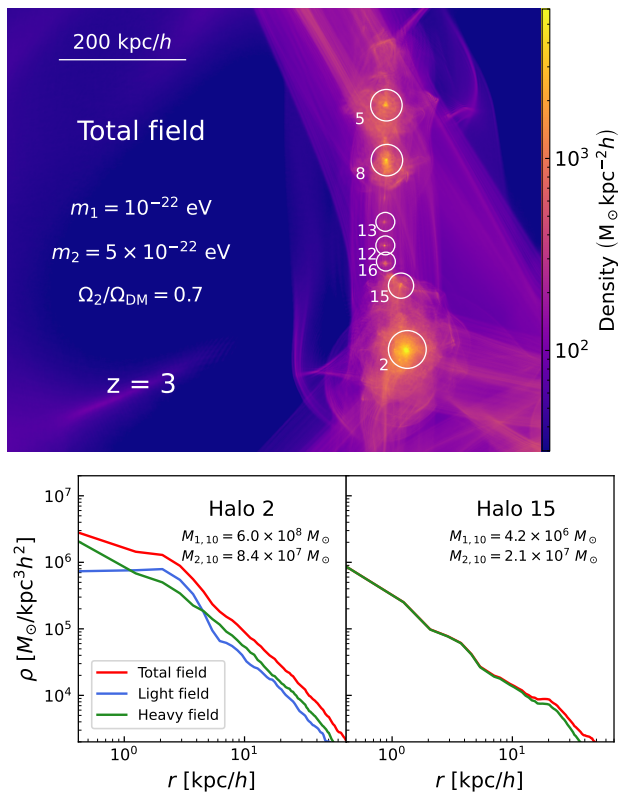 200 kpc/h
Total field
m₁ = 10⁻²² eV
m₂ = 5 × 10⁻²² eV
Ω₂/Ω_DM = 0.7
z = 3
5
8
13
12
16
15
2
10³
10²
Density (M⊙ kpc⁻² h)
Halo 2
M₁,₁₀ = 6.0 × 10⁸ M⊙
M₂,₁₀ = 8.4 × 10⁷ M⊙
Halo 15
M₁,₁₀ = 4.2 × 10⁶ M⊙
M₂,₁₀ = 2.1 × 10⁷ M⊙
10⁷
10⁶
10⁵
10⁴
ρ [M⊙/kpc³h²]
Total field
Light field
Heavy field
10⁰
10¹
10⁰
10¹
r [kpc/h]
r [kpc/h]